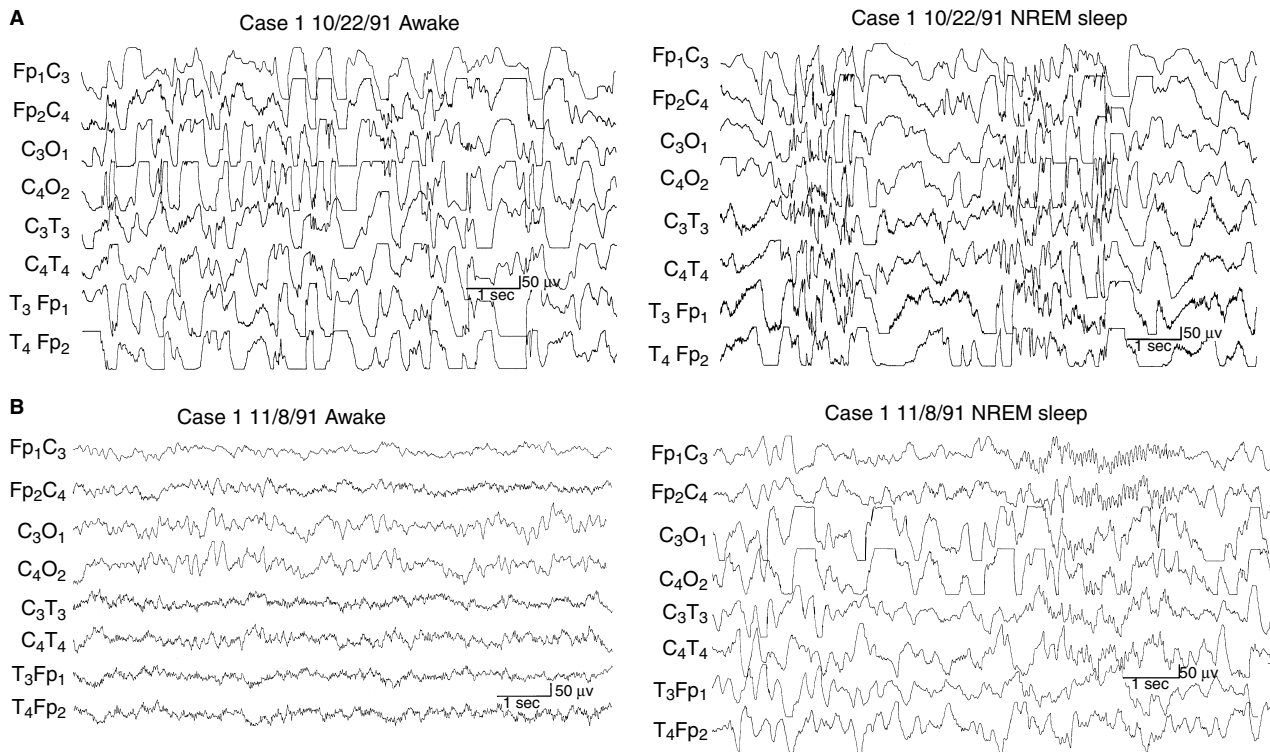 A
Case 1 10/22/91 Awake
Fp1C3
Fp2C4
C3O1
C4O2
C3T3
C4T4
T3 Fp1
T4 Fp2
50 μv
1 sec
Case 1 10/22/91 NREM sleep
Fp1C3
Fp2C4
C3O1
C4O2
C3T3
C4T4
T3 Fp1
T4 Fp2
50 μv
1 sec
B
Case 1 11/8/91 Awake
Fp1C3
Fp2C4
C3O1
C4O2
C3T3
C4T4
T3Fp1
T4Fp2
50 μv
1 sec
Case 1 11/8/91 NREM sleep
Fp1C3
Fp2C4
C3O1
C4O2
C3T3
C4T4
T3Fp1
T4Fp2
50 μv
1 sec